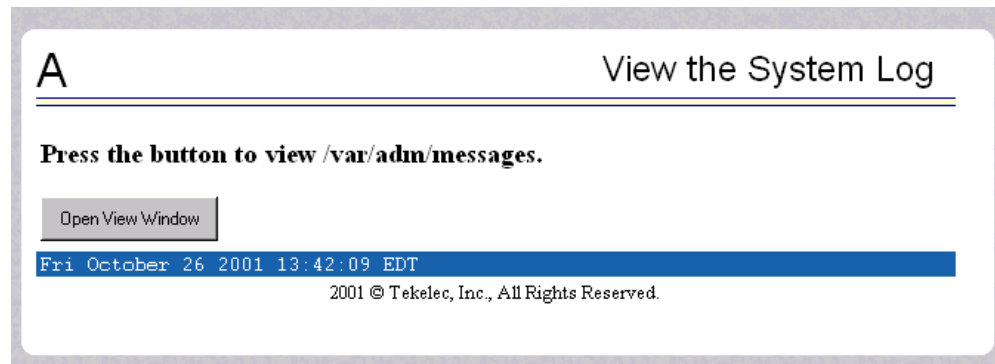 A
View the System Log
Press the button to view /var/adm/messages.
Open View Window
Fri October 26 2001 13:42:09 EDT
2001 © Tekelec, Inc., All Rights Reserved.